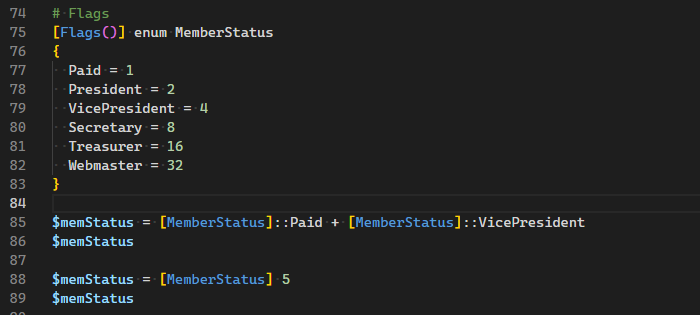 74 # Flags
75 [Flags()] enum MemberStatus
76 {
77   Paid = 1
78   President = 2
79   VicePresident = 4
80   Secretary = 8
81   Treasurer = 16
82   Webmaster = 32
83 }
84
85 $memStatus = [MemberStatus]::Paid + [MemberStatus]::VicePresident
86 $memStatus
87
88 $memStatus = [MemberStatus] 5
89 $memStatus